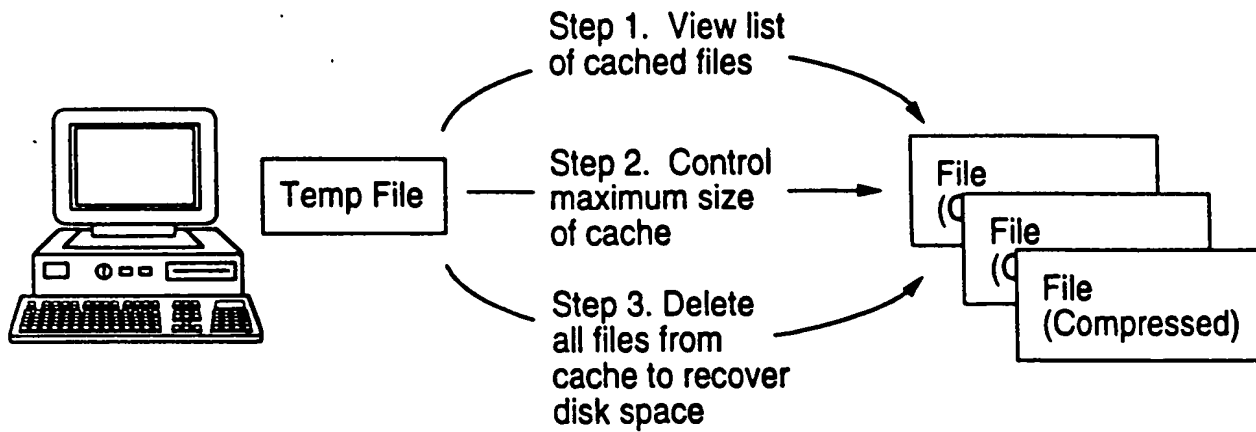 Step 1. View list
of cached files
Temp File
Step 2. Control
maximum size
of cache
Step 3. Delete
all files from
cache to recover
disk space
File
(C
File
(C
File
(Compressed)